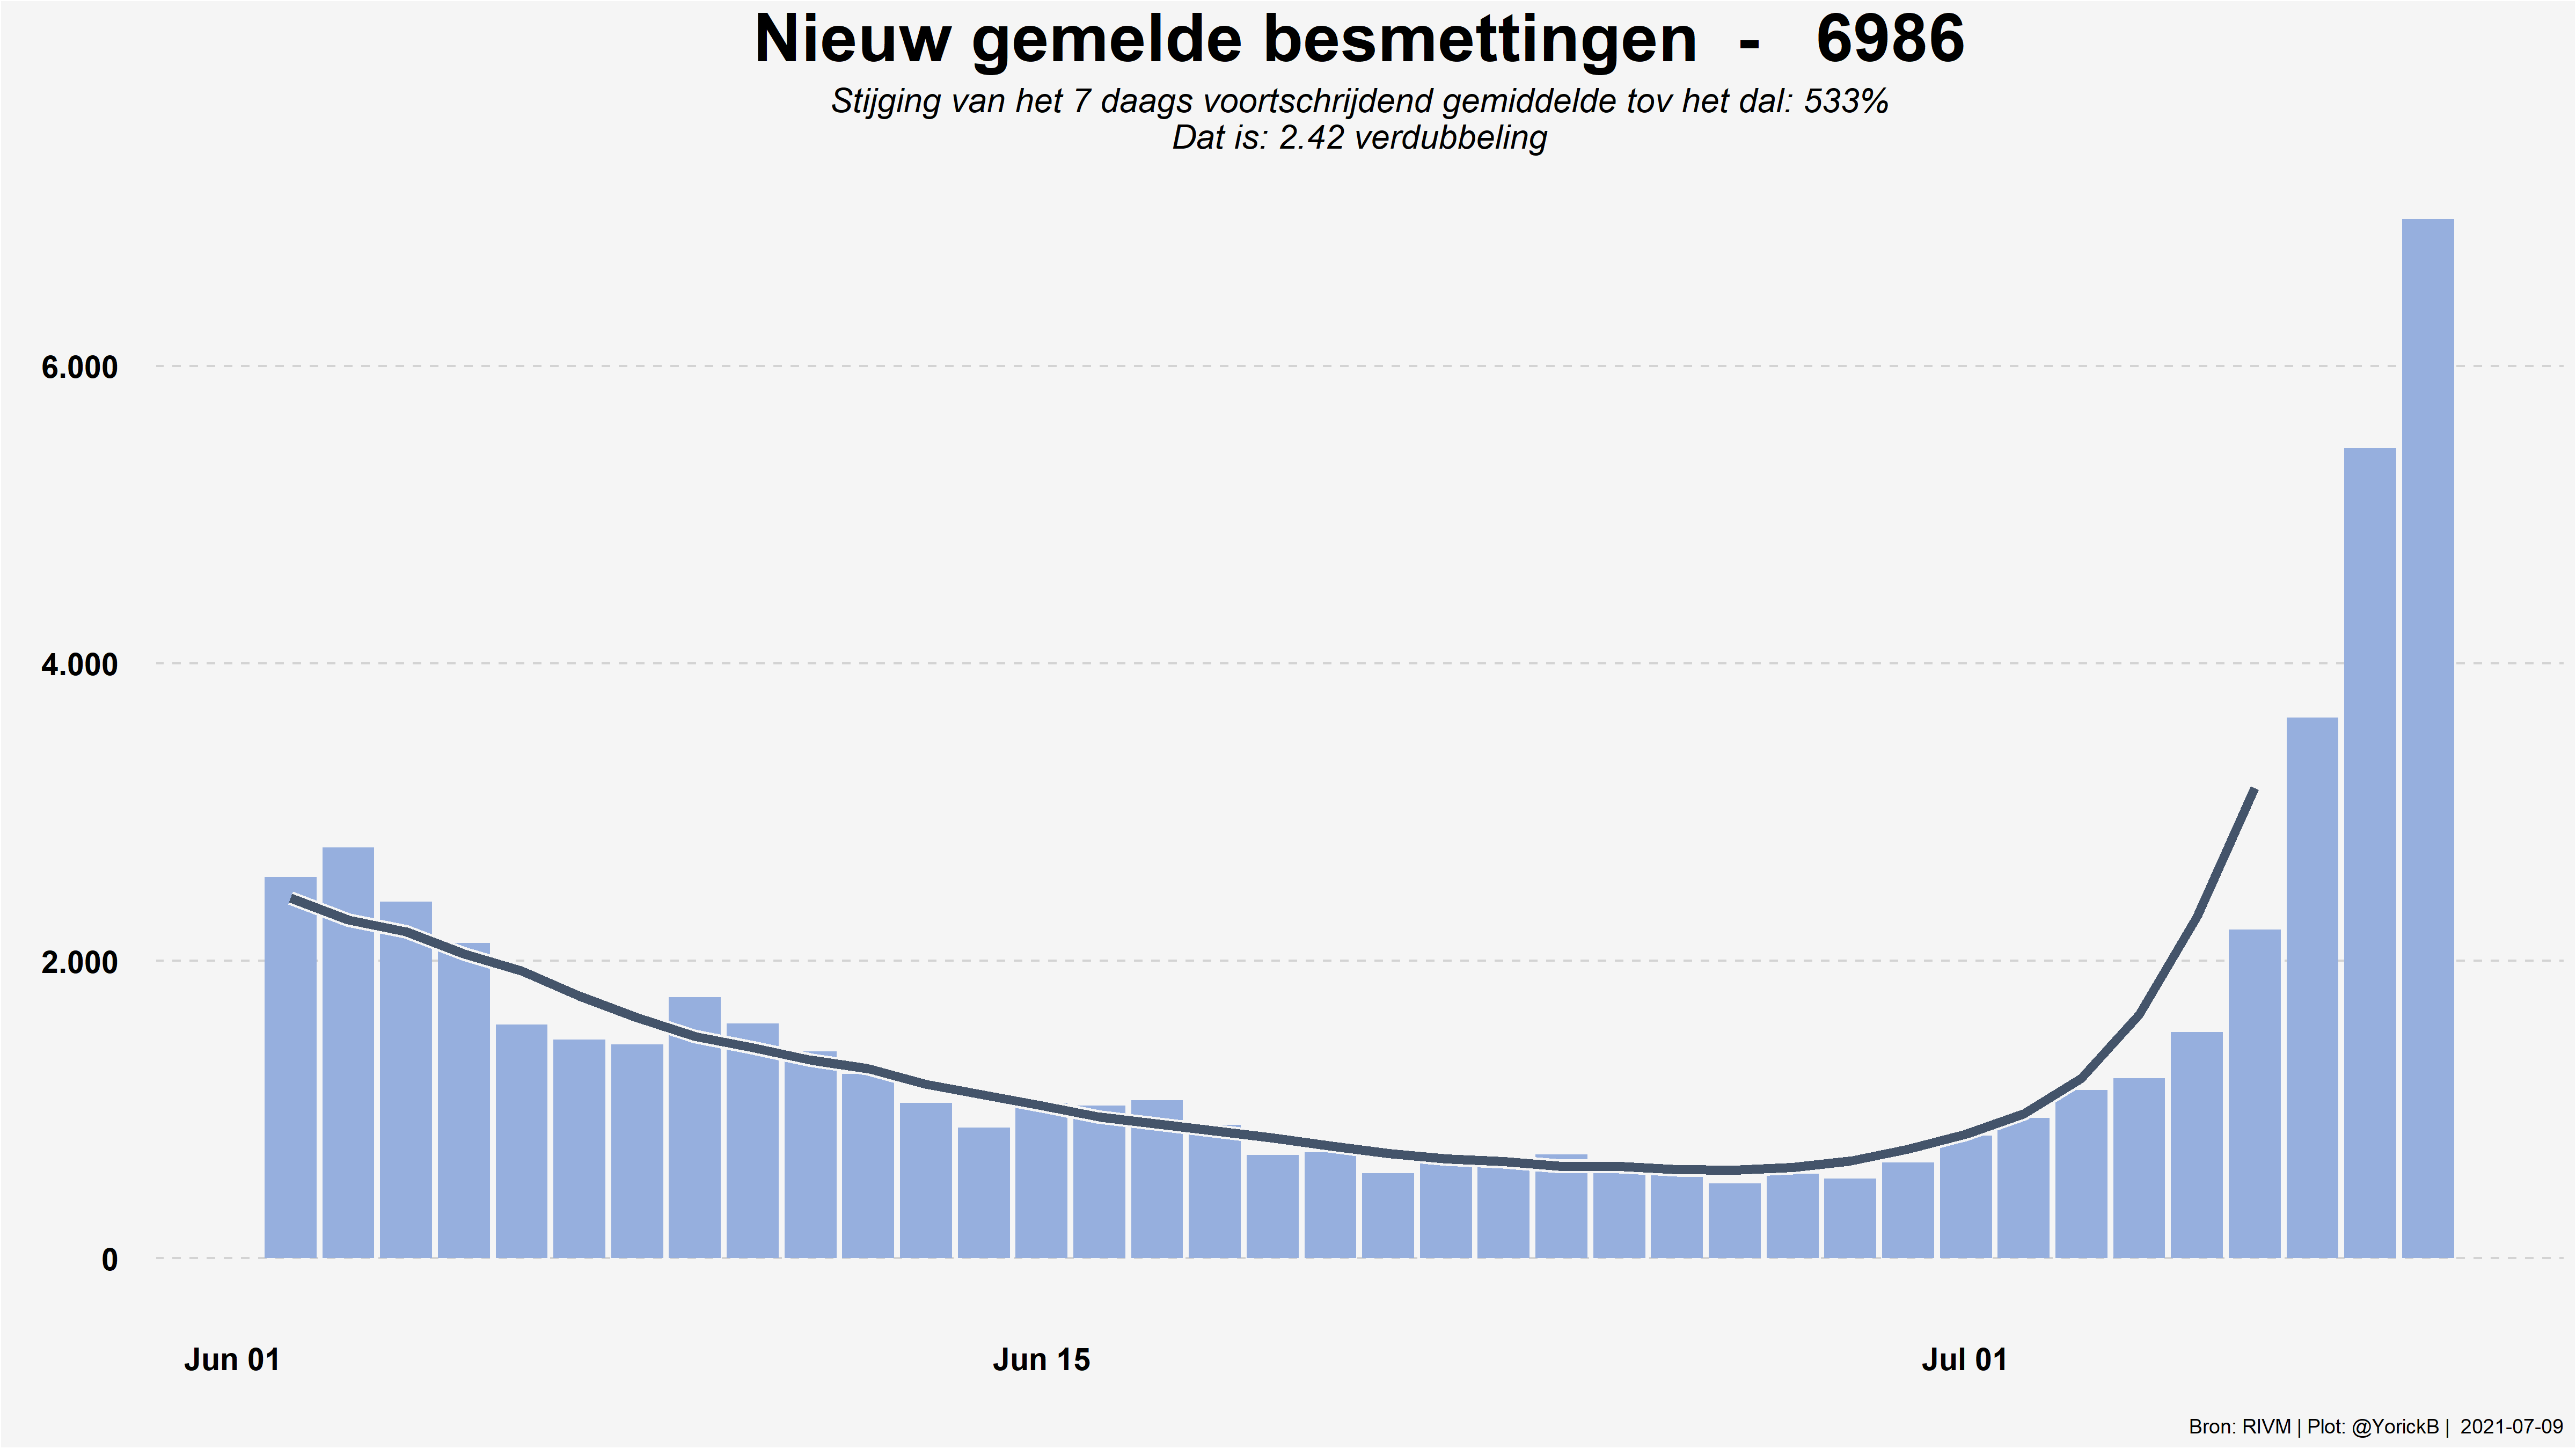 Nieuw gemelde besmettingen - 6986
Stijging van het 7 daags voortschrijdend gemiddelde tov het dal: 533%
Dat is: 2.42 verdubbeling
6.000
4.000
2.000
0
Jun 01
Jun 15
Jul 01
Bron: RIVM | Plot: @YorickB | 2021-07-09